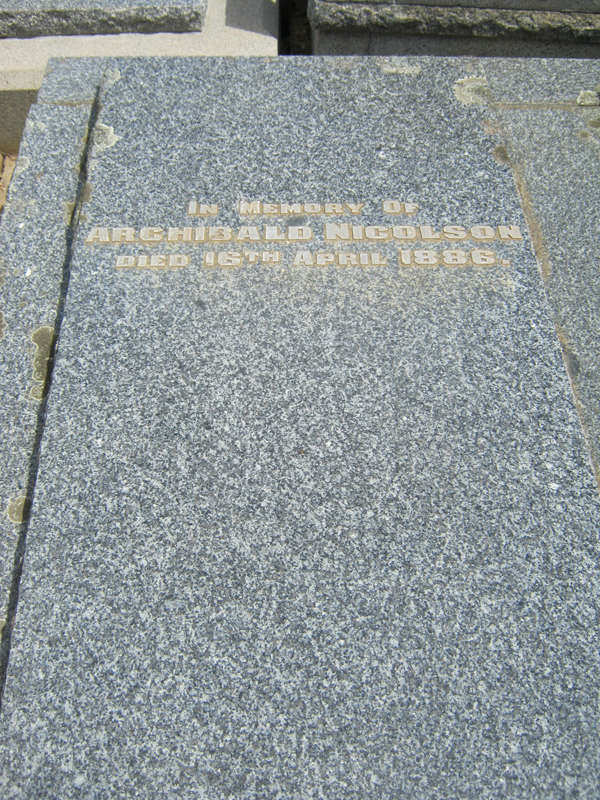 In Memory Of
Archibald Nicolson
Died 16th April 1886.